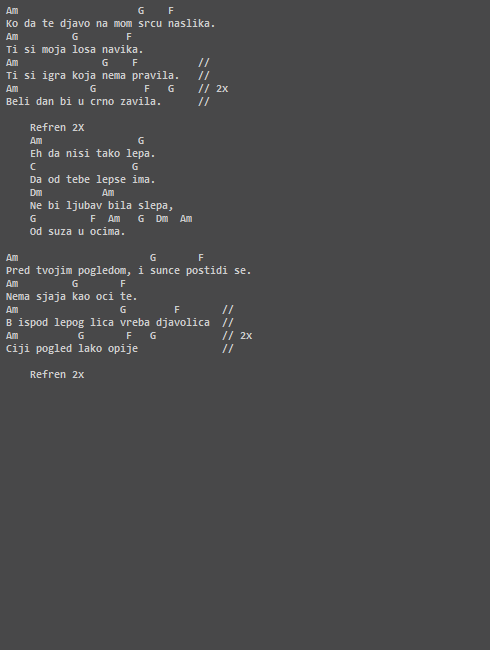 Am                    G    F
Ko da te djavo na mom srcu naslika.
Am         G        F
Ti si moja losa navika.
Am              G    F          //
Ti si igra koja nema pravila.   //
Am            G        F   G    // 2x
Beli dan bi u crno zavila.      //

    Refren 2X
    Am                G
    Eh da nisi tako lepa.
    C                G
    Da od tebe lepse ima.
    Dm          Am
    Ne bi ljubav bila slepa,
    G         F  Am   G  Dm  Am
    Od suza u ocima.

Am                      G       F
Pred tvojim pogledom, i sunce postidi se.
Am         G       F
Nema sjaja kao oci te.
Am                 G        F       //
B ispod lepog lica vreba djavolica  //
Am          G       F   G           // 2x
Ciji pogled lako opije              //

    Refren 2x